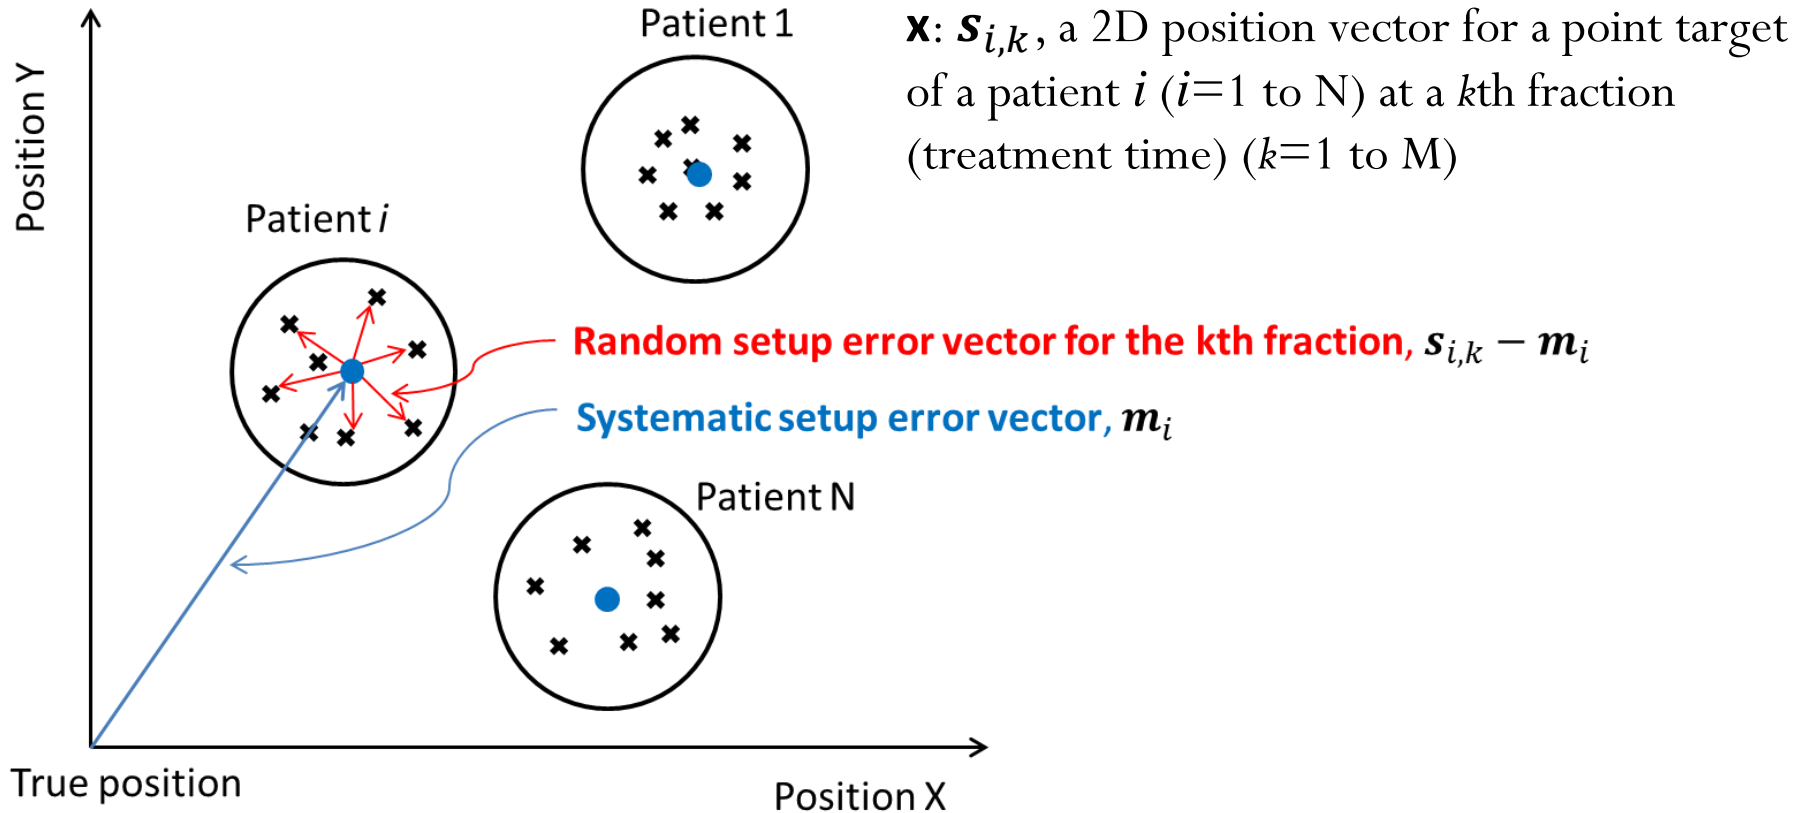 Patient 1
x: s_{i,k}, a 2D position vector for a point target
of a patient i (i=1 to N) at a kth fraction
(treatment time) (k=1 to M)
Position Y
Patient i
Random setup error vector for the kth fraction, s_{i,k} − m_i
Systematic setup error vector, m_i
Patient N
True position
Position X